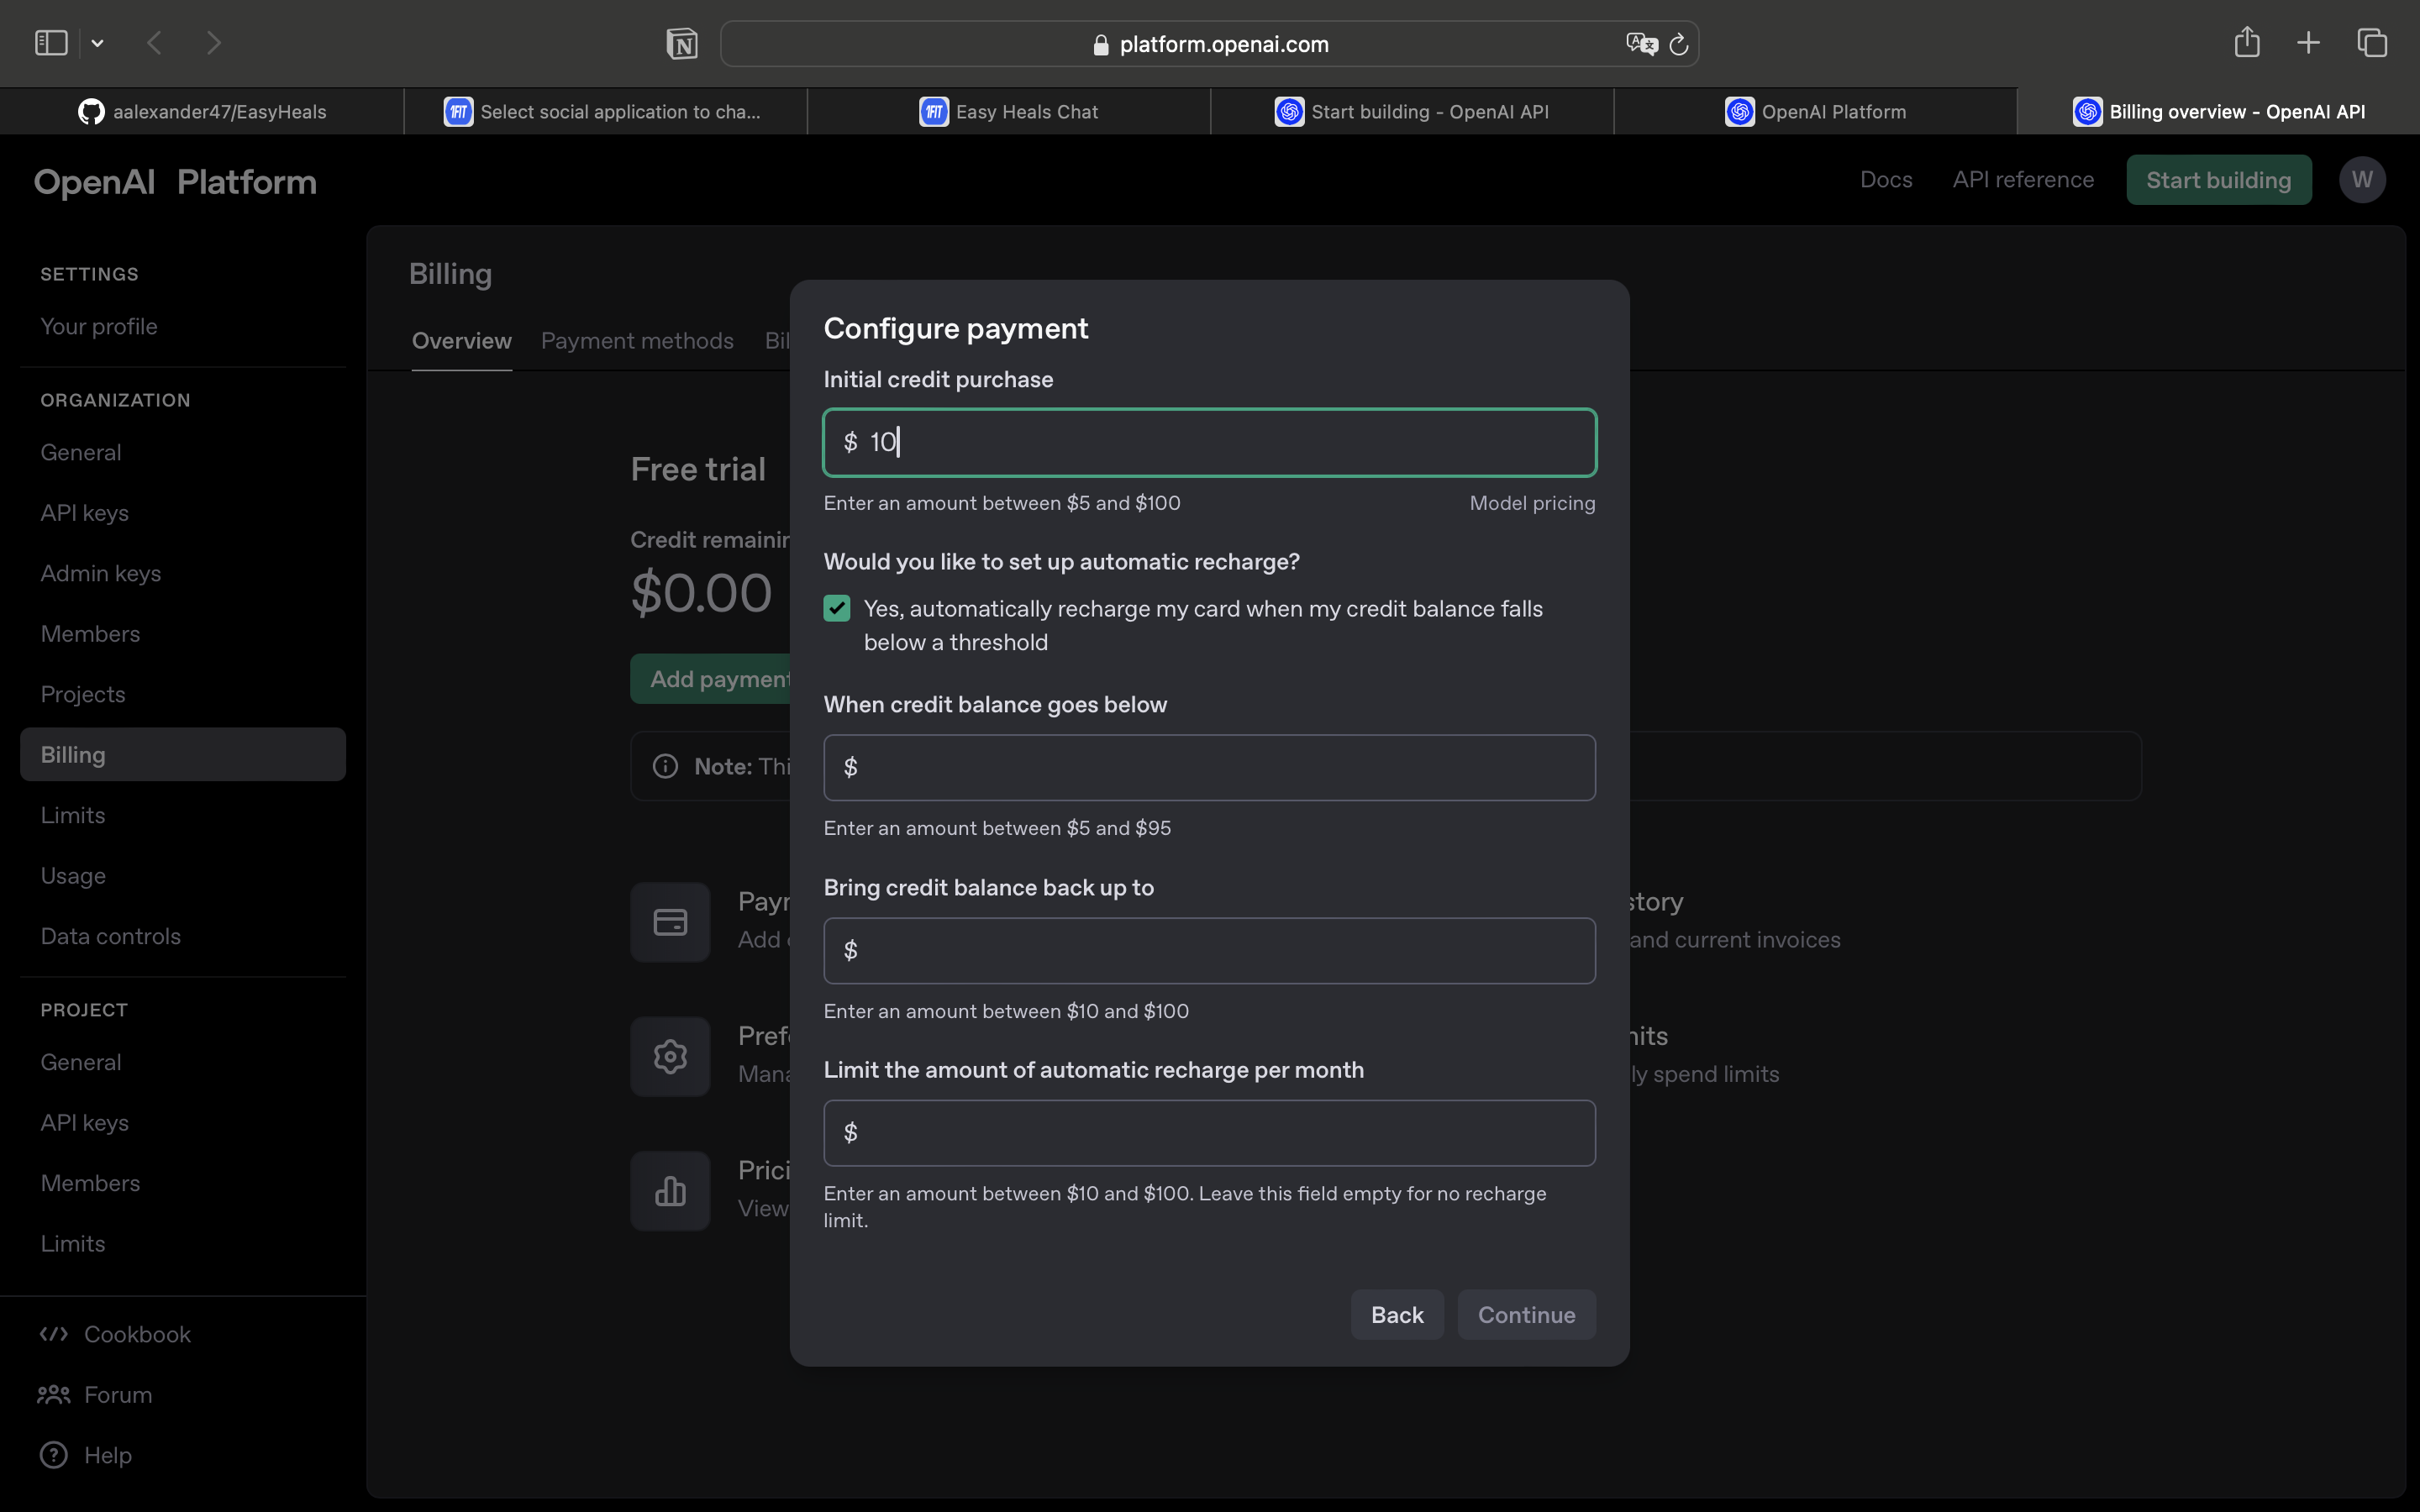 platform.openai.com
aalexander47/EasyHeals
Select social application to cha...
Easy Heals Chat
Start building - OpenAI API
OpenAI Platform
Billing overview - OpenAI API
OpenAI Platform
Docs
API reference
Start building
W
SETTINGS
Your profile
ORGANIZATION
General
API keys
Admin keys
Members
Projects
Billing
Limits
Usage
Data controls
PROJECT
General
API keys
Members
Limits
Cookbook
Forum
Help
Billing
Overview
Payment methods
Bil
Free trial
Credit remainin
$0.00
Add payment
Note: Thi
Payr
Add
story
and current invoices
Prefe
Mana
nits
ly spend limits
Prici
View
Configure payment
Initial credit purchase
$ 10
Enter an amount between $5 and $100
Model pricing
Would you like to set up automatic recharge?
Yes, automatically recharge my card when my credit balance falls
below a threshold
When credit balance goes below
$
Enter an amount between $5 and $95
Bring credit balance back up to
$
Enter an amount between $10 and $100
Limit the amount of automatic recharge per month
$
Enter an amount between $10 and $100. Leave this field empty for no recharge
limit.
Back
Continue